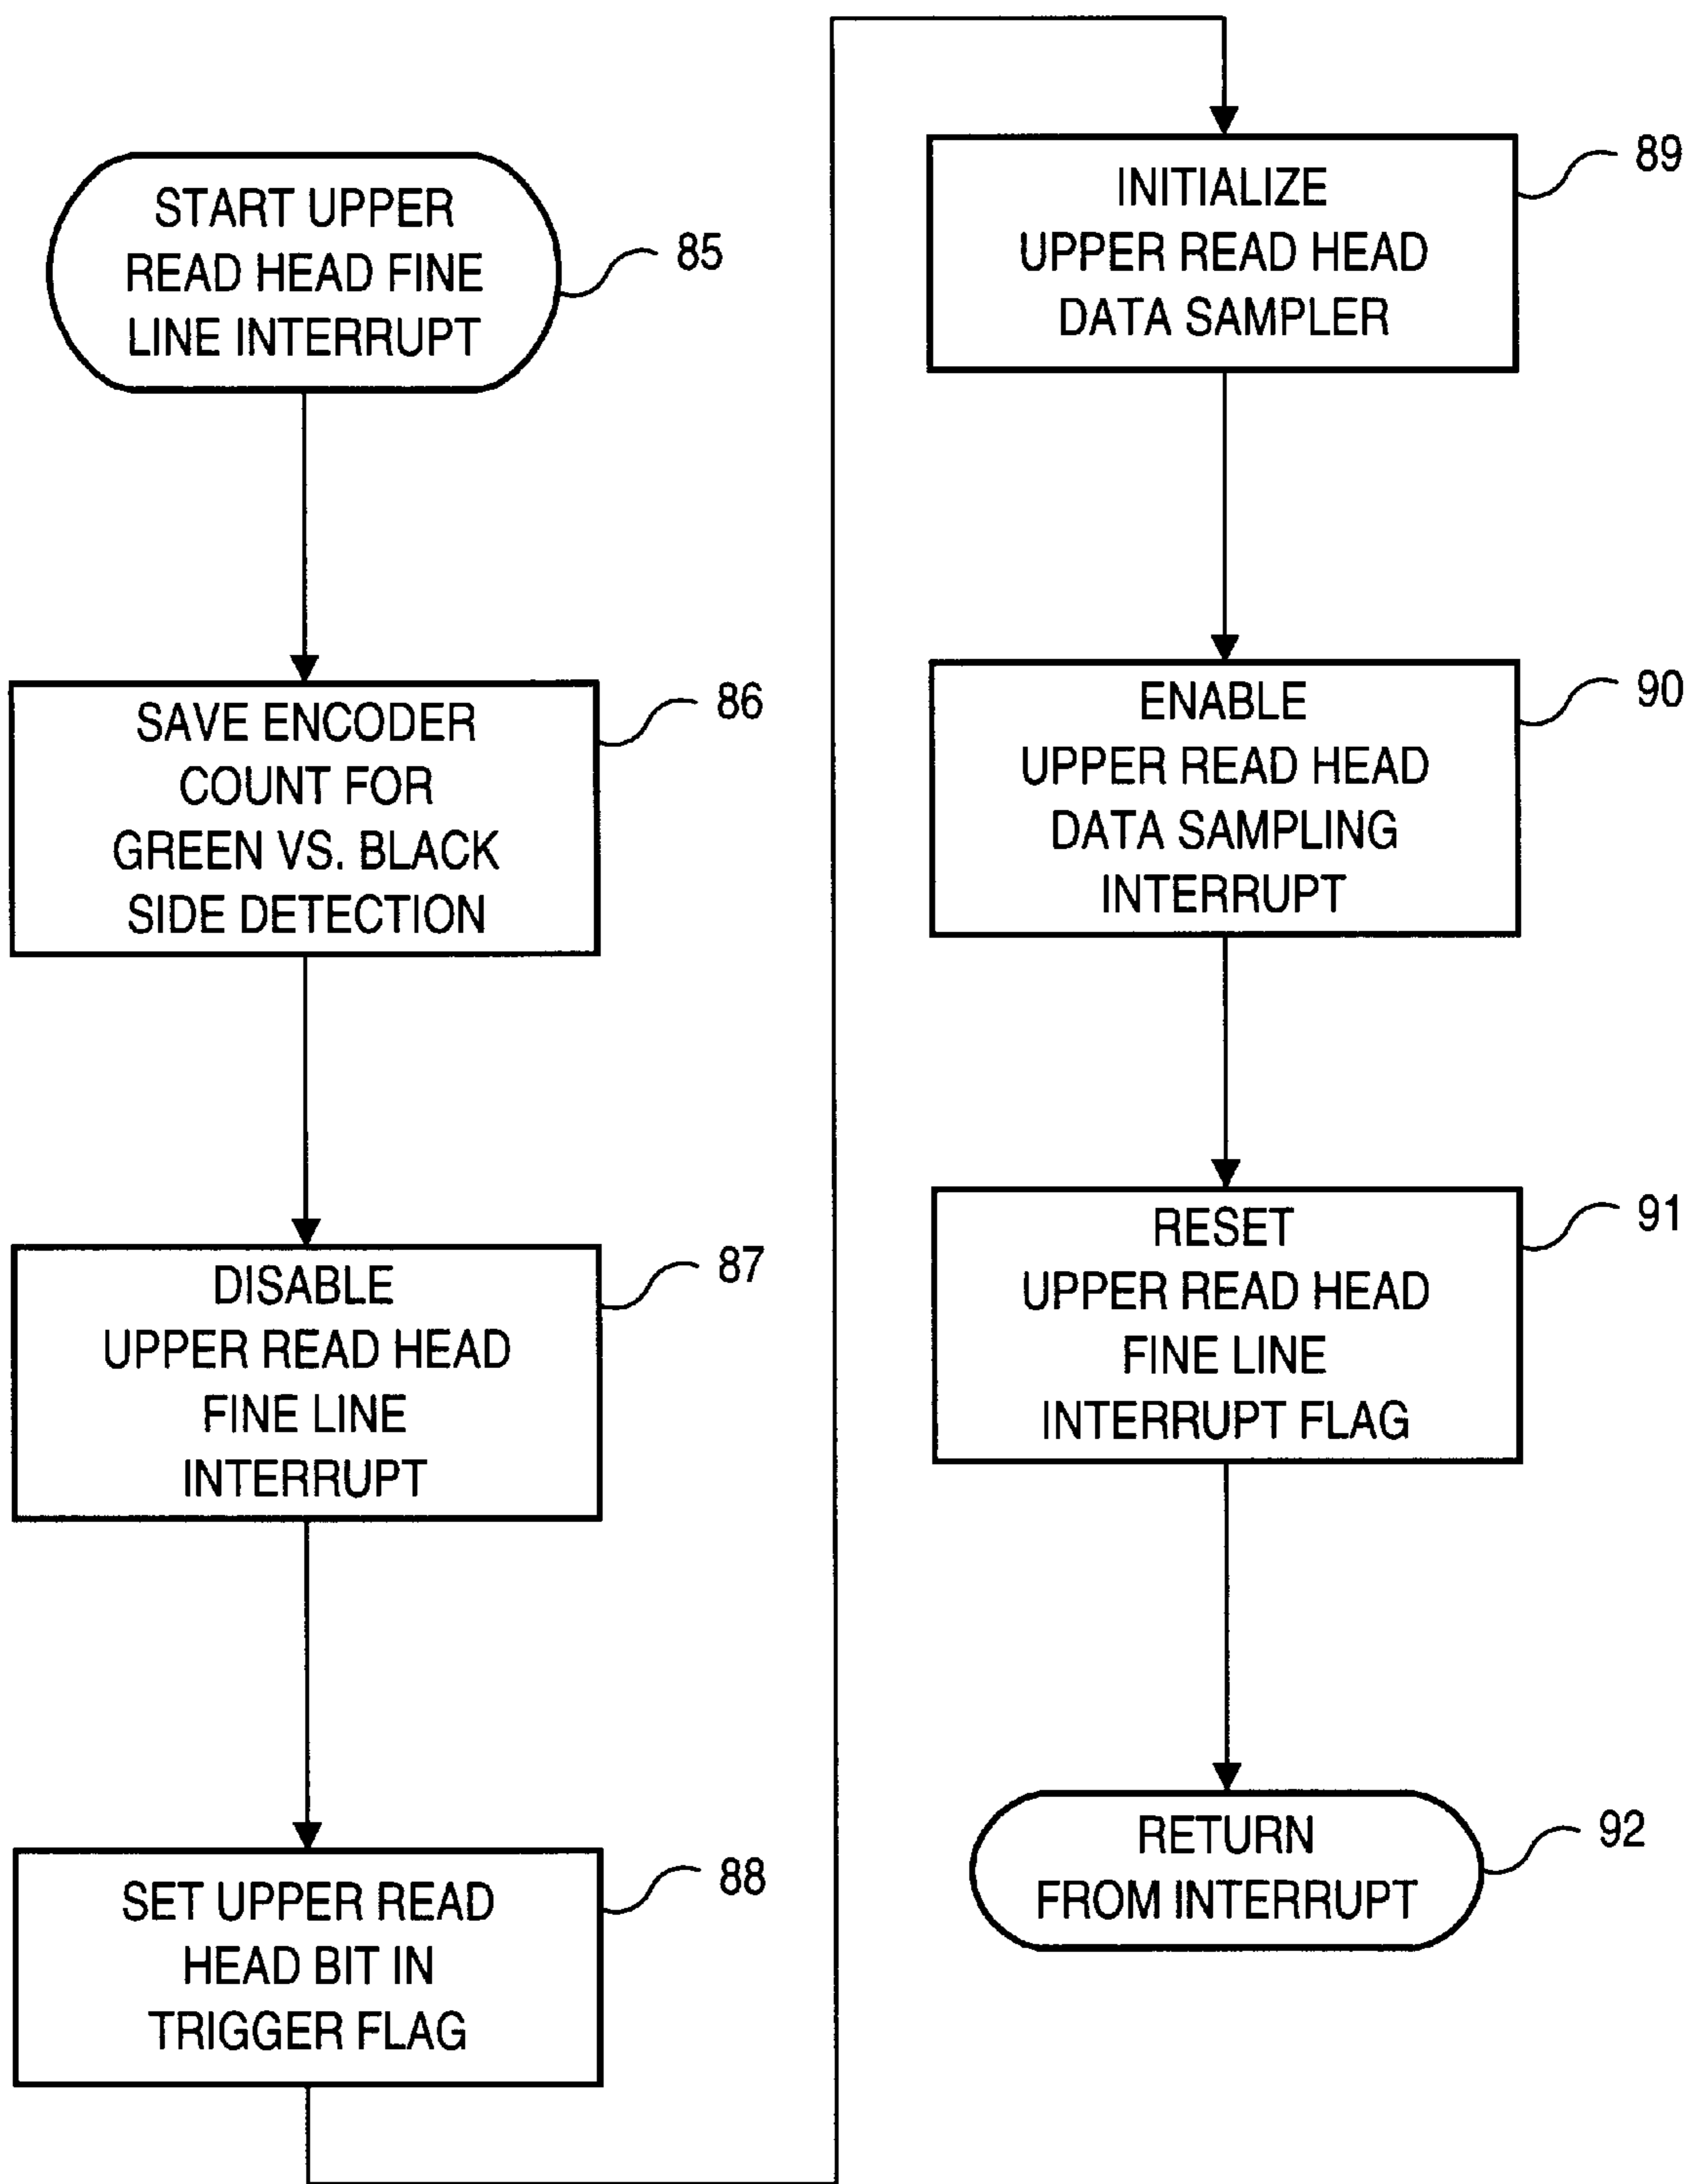 START UPPER
READ HEAD FINE
LINE INTERRUPT
85
SAVE ENCODER
COUNT FOR
GREEN VS. BLACK
SIDE DETECTION
86
DISABLE
UPPER READ HEAD
FINE LINE
INTERRUPT
87
SET UPPER READ
HEAD BIT IN
TRIGGER FLAG
88
INITIALIZE
UPPER READ HEAD
DATA SAMPLER
89
ENABLE
UPPER READ HEAD
DATA SAMPLING
INTERRUPT
90
RESET
UPPER READ HEAD
FINE LINE
INTERRUPT FLAG
91
RETURN
FROM INTERRUPT
92